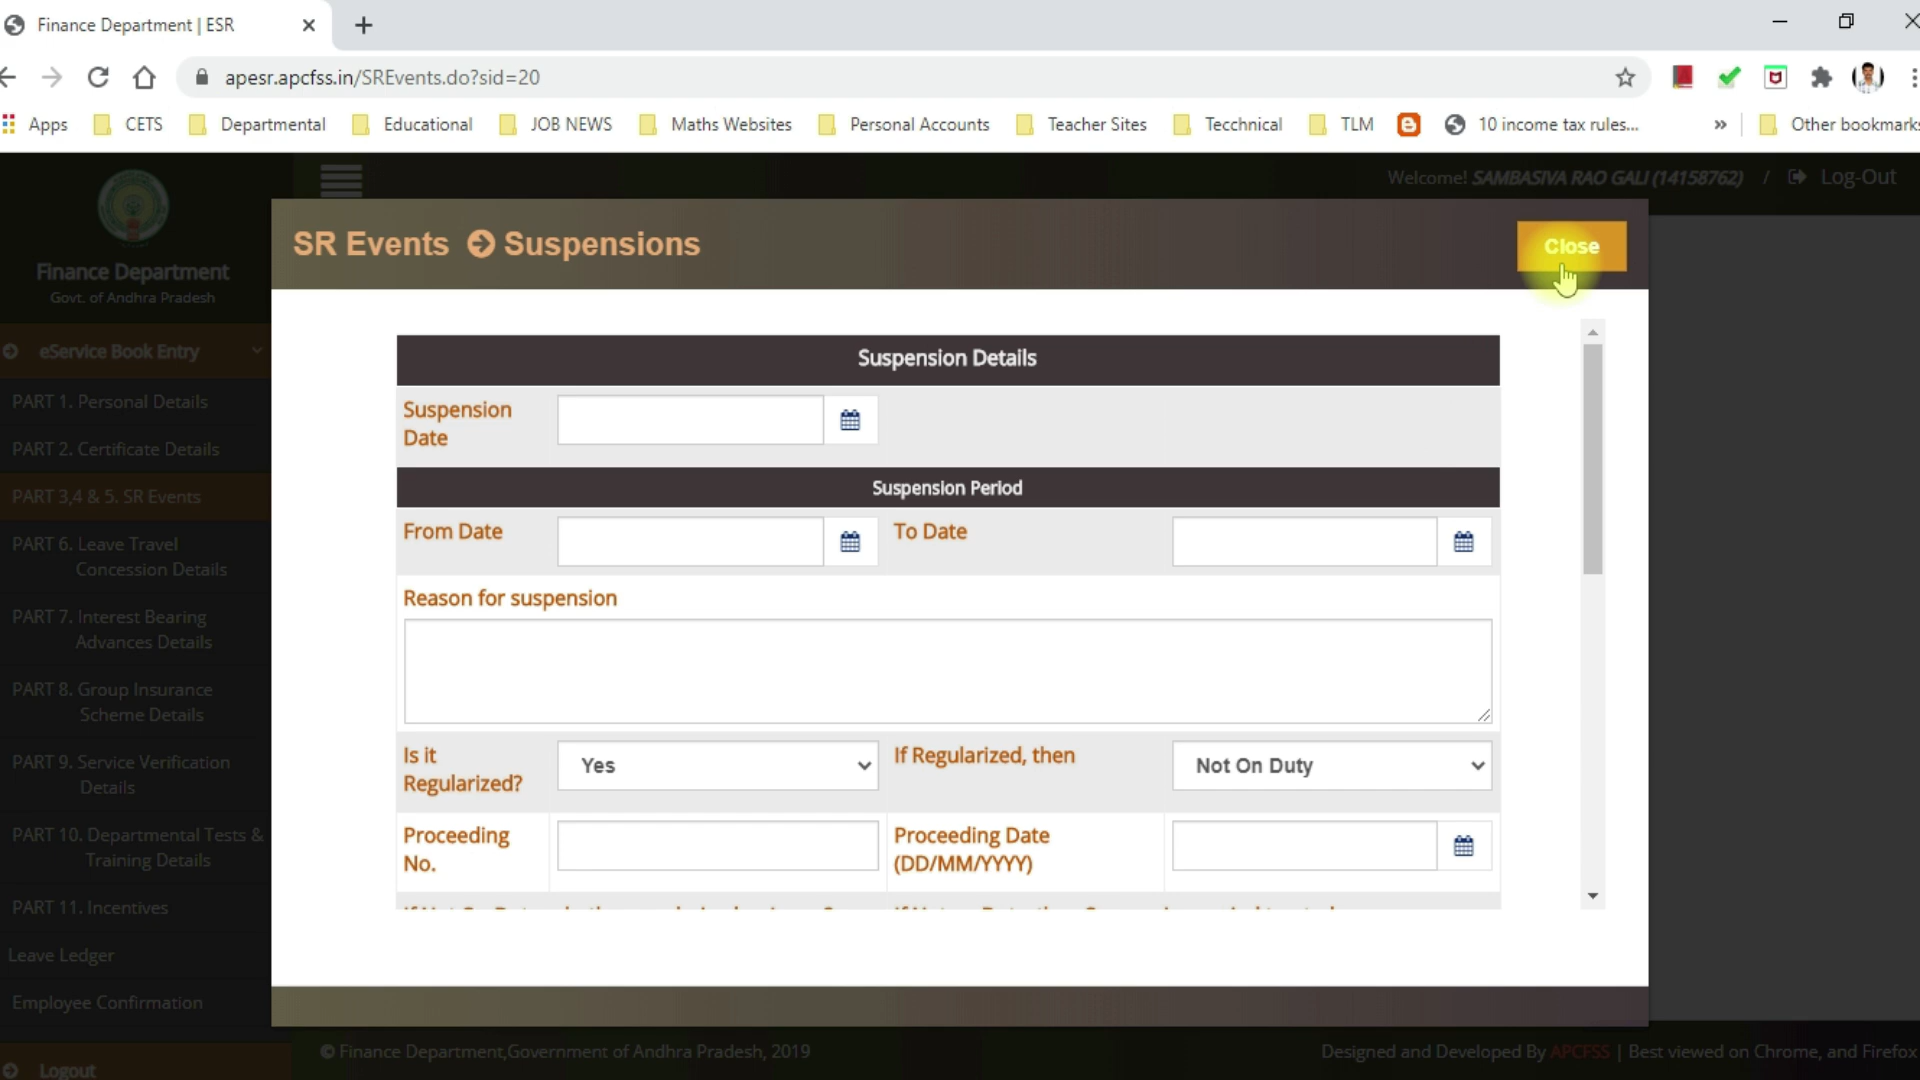 Finance Department | ESR
apesr.apcfss.in/SREvents.do?sid=20
Apps CETS Departmental Educational JOB NEWS Maths Websites Personal Accounts Teacher Sites Tecchnical TLM 10 income tax rules... » Other bookmarks
Welcome! SAMBASIVA RAO GALI (14158762) / Log-Out
Finance Department
Govt. of Andhra Pradesh
eService Book Entry
PART 1. Personal Details
PART 2. Certificate Details
PART 3,4 & 5. SR Events
PART 6. Leave Travel
Concession Details
PART 7. Interest Bearing
Advances Details
PART 8. Group Insurance
Scheme Details
PART 9. Service Verification
Details
PART 10. Departmental Tests &
Training Details
PART 11. Incentives
Leave Ledger
Employee Confirmation
Logout
SR Events Suspensions
Close
Suspension Details
Suspension
Date
Suspension Period
From Date To Date
Reason for suspension
Is it
Regularized?
Yes
If Regularized, then
Not On Duty
Proceeding
No.
Proceeding Date
(DD/MM/YYYY)
© Finance Department,Government of Andhra Pradesh, 2019
Designed and Developed By APCFSS | Best viewed on Chrome, and Firefox